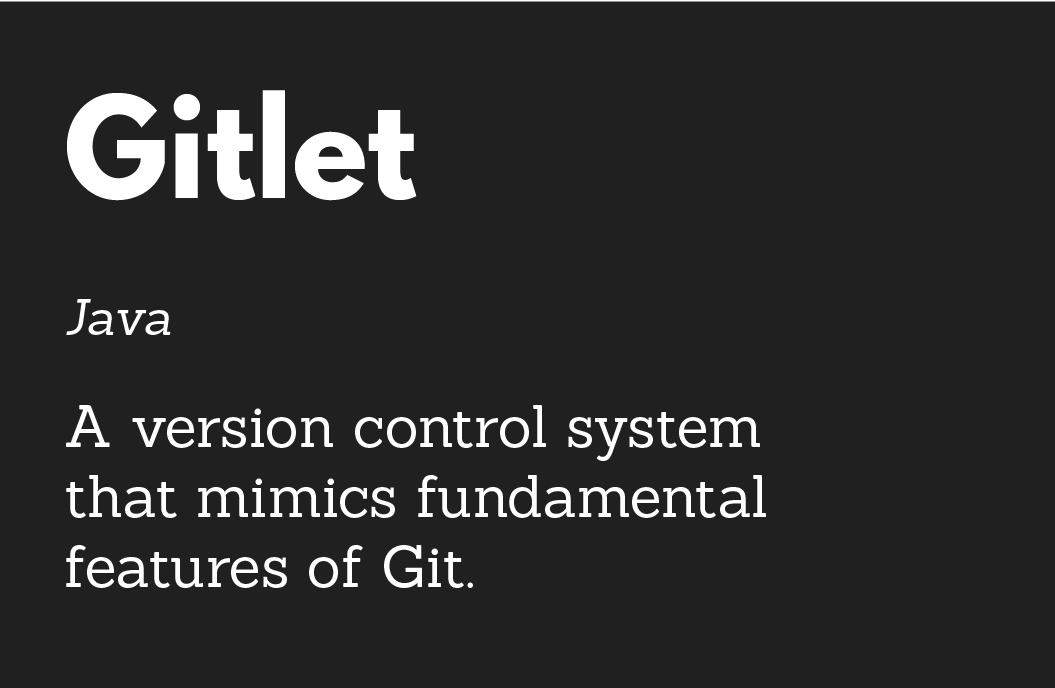 Gitlet
Java
A version control system
that mimics fundamental
features of Git.